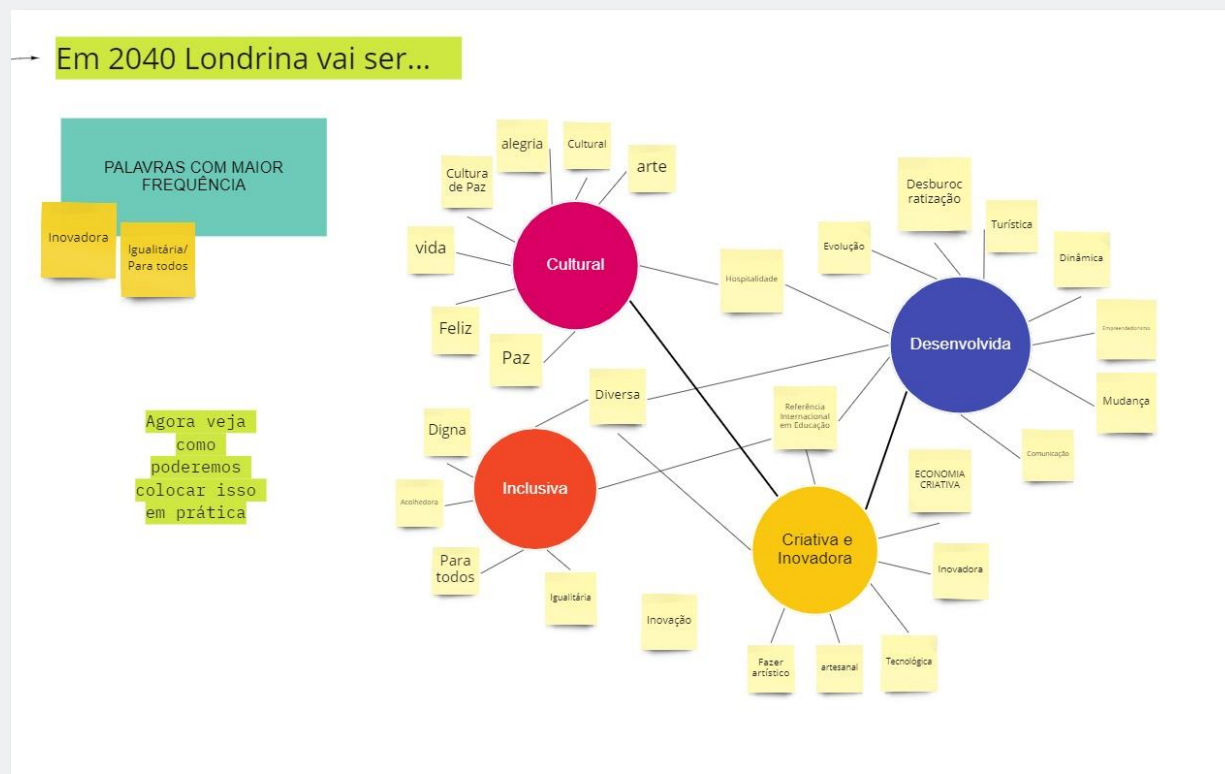 Em 2040 Londrina vai ser...
PALAVRAS COM MAIOR
FREQUÊNCIA
Inovadora
Igualitária/
Para todos
alegria
Cultural
arte
Cultura
de Paz
vida
Feliz
Paz
Cultural
Hospitalidade
Desburoc
ratização
Turística
Evolução
Dinâmica
Empreendedorismo
Mudança
Comunicação
Desenvolvida
Diversa
Referência
Internacional
em Educação
Agora veja
como
poderemos
colocar isso
em prática
Digna
Acolhedora
Para
todos
Igualitária
Inclusiva
Inovação
ECONOMIA
CRIATIVA
Criativa e
Inovadora
Inovadora
Fazer
artístico
artesanal
Tecnológica